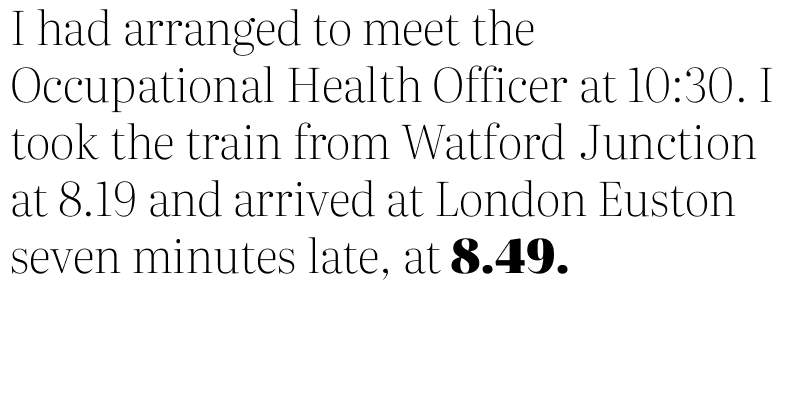 I had arranged to meet the
Occupational Health Officer at 10:30. I
took the train from Watford Junction
at 8.19 and arrived at London Euston
seven minutes late, at 8.49.